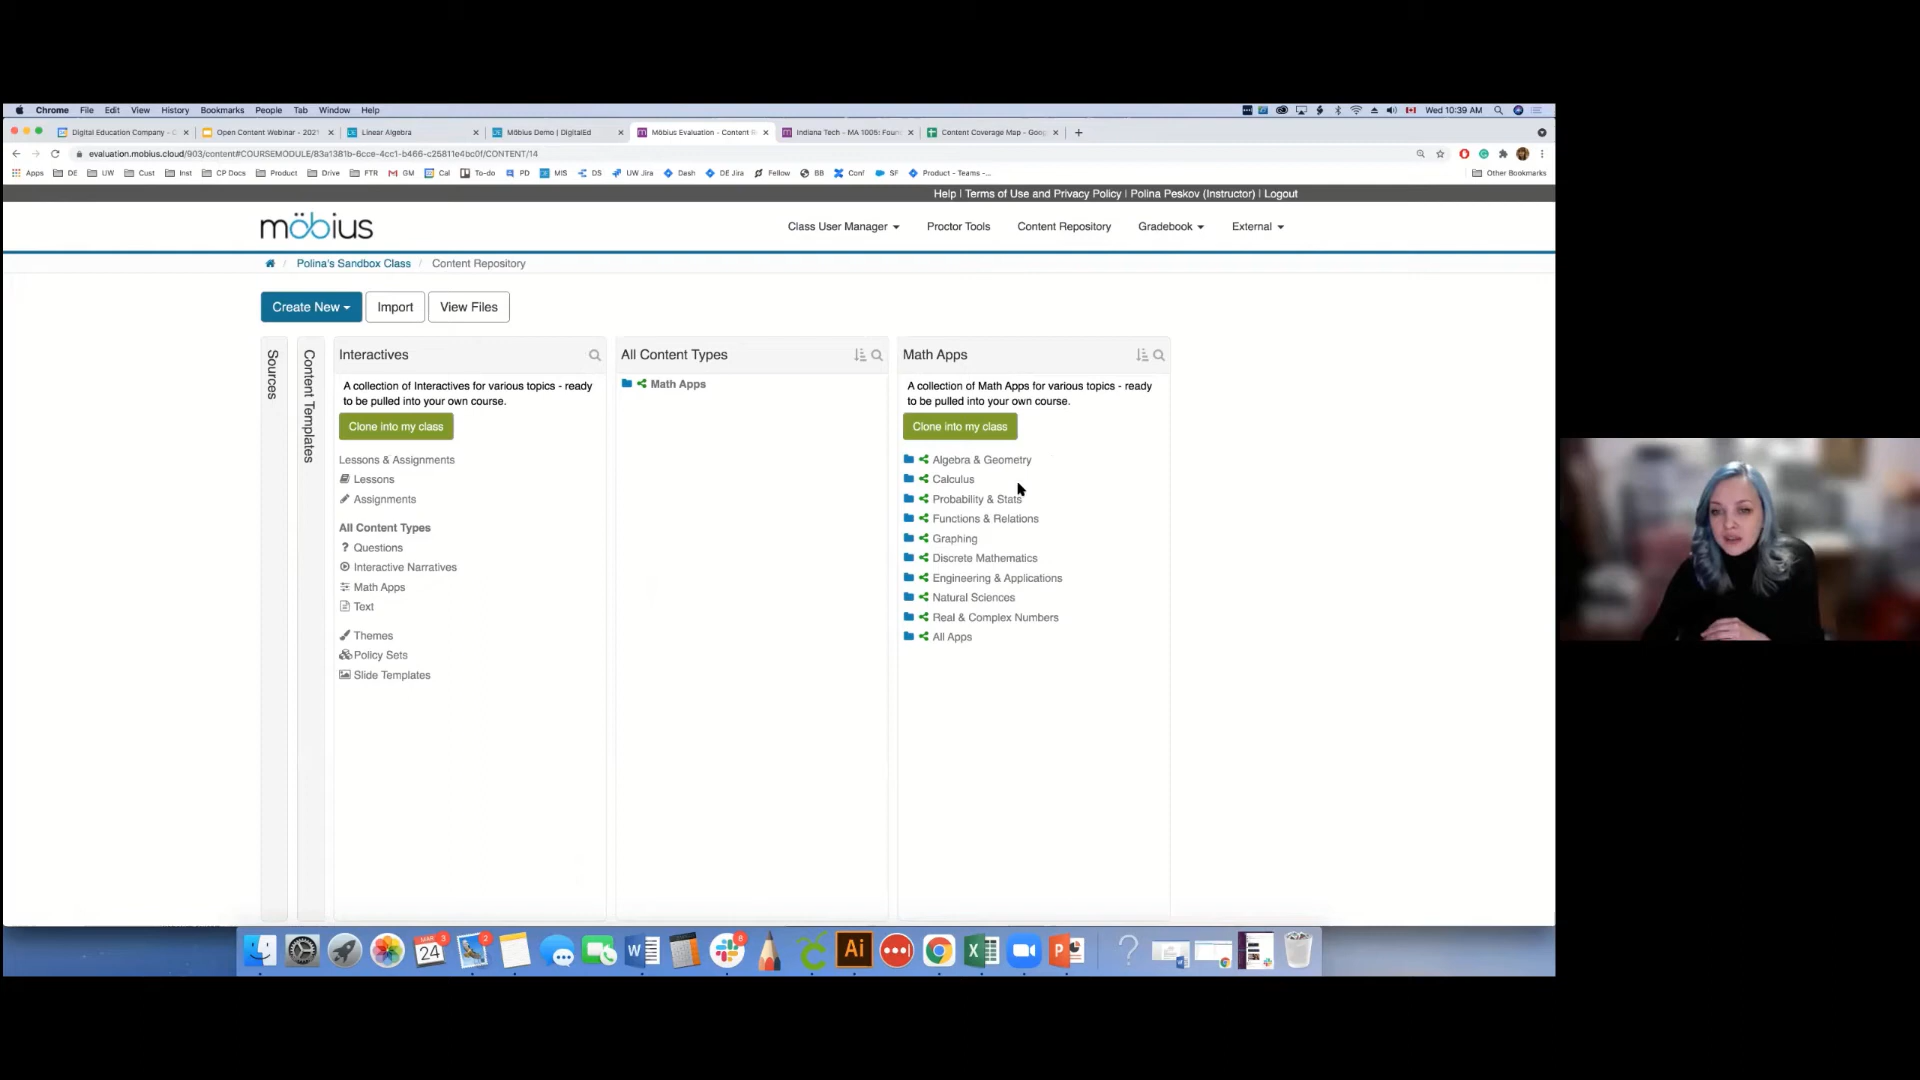 Chrome File Edit View History Bookmarks People Tab Window Help
Wed 10:39 AM
Digital Education Company - C
Open Content Webinar - 2021
Linear Algebra
Möbius Demo | DigitalEd
Möbius Evaluation - Content R
Indiana Tech - MA 1005: Foun
Content Coverage Map - Goog
evaluation.mobius.cloud/903/content#COURSEMODULE/83a1381b-6cce-4cc1-b466-c25811e4bc0f/CONTENT/14
Apps DE UW Cust Inst CP Docs Product Drive FTR GM Cal To-do PD MIS DS UW Jira Dash DE Jira Fellow BB Conf SF Product - Teams -... Other Bookmarks
Help | Terms of Use and Privacy Policy | Polina Peskov (Instructor) | Logout
möbius
Class User Manager Proctor Tools Content Repository Gradebook External
/ Polina's Sandbox Class / Content Repository
Create New Import View Files
Sources
Content Templates
Interactives
A collection of Interactives for various topics - ready
to be pulled into your own course.
Clone into my class
Lessons & Assignments
Lessons
Assignments
All Content Types
? Questions
Interactive Narratives
Math Apps
Text
Themes
Policy Sets
Slide Templates
All Content Types
Math Apps
Math Apps
A collection of Math Apps for various topics - ready
to be pulled into your own course.
Clone into my class
Algebra & Geometry
Calculus
Probability & Stats
Functions & Relations
Graphing
Discrete Mathematics
Engineering & Applications
Natural Sciences
Real & Complex Numbers
All Apps
MAR 3
24
2
W
8
Ai
X
P
?